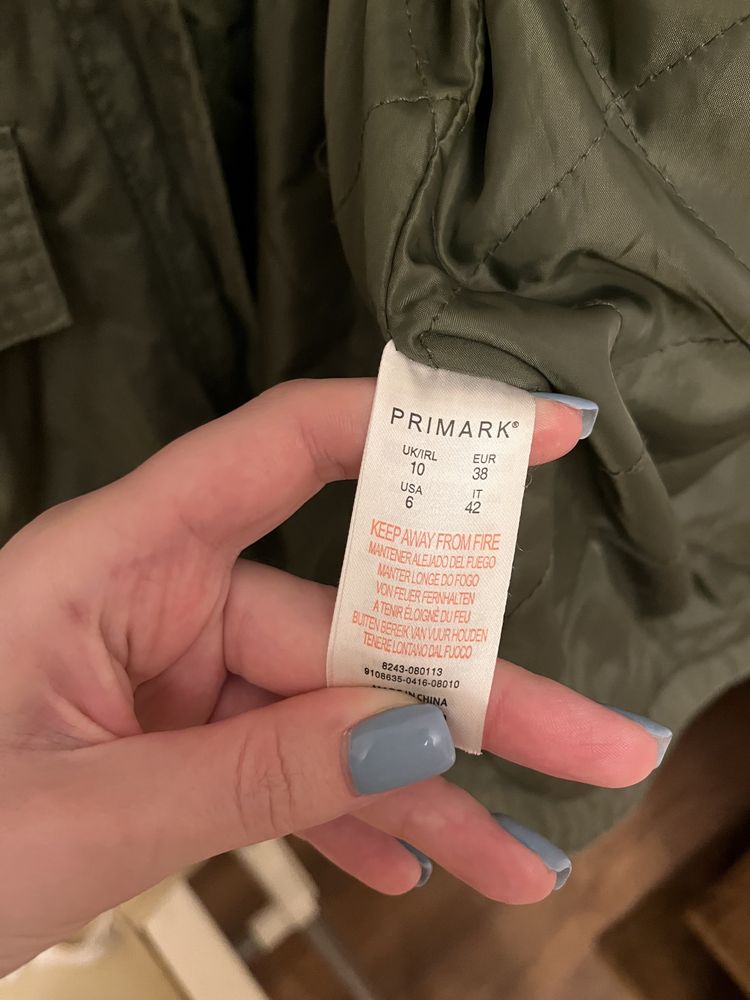 PRIMARK®
UK/IRL EUR
10 38
USA IT
6 42
KEEP AWAY FROM FIRE
MANTENER ALEJADO DEL FUEGO
MANTER LONGE DO FOGO
VON FEUER FERNHALTEN
A TENIR ÉLOIGNÉ DU FEU
BUITEN BEREIK VAN VUUR HOUDEN
TENERE LONTANO DAL FUOCO
8243-080113
9108635-0416-08010
IN CHINA